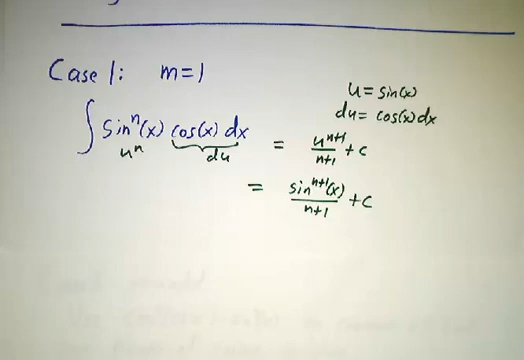 Case 1: m=1
u = sin(x)
du = cos(x) dx
∫ sinⁿ(x) cos(x) dx = uⁿ⁺¹/n+1 + c
uⁿ du
= sinⁿ⁺¹(x)/n+1 + c